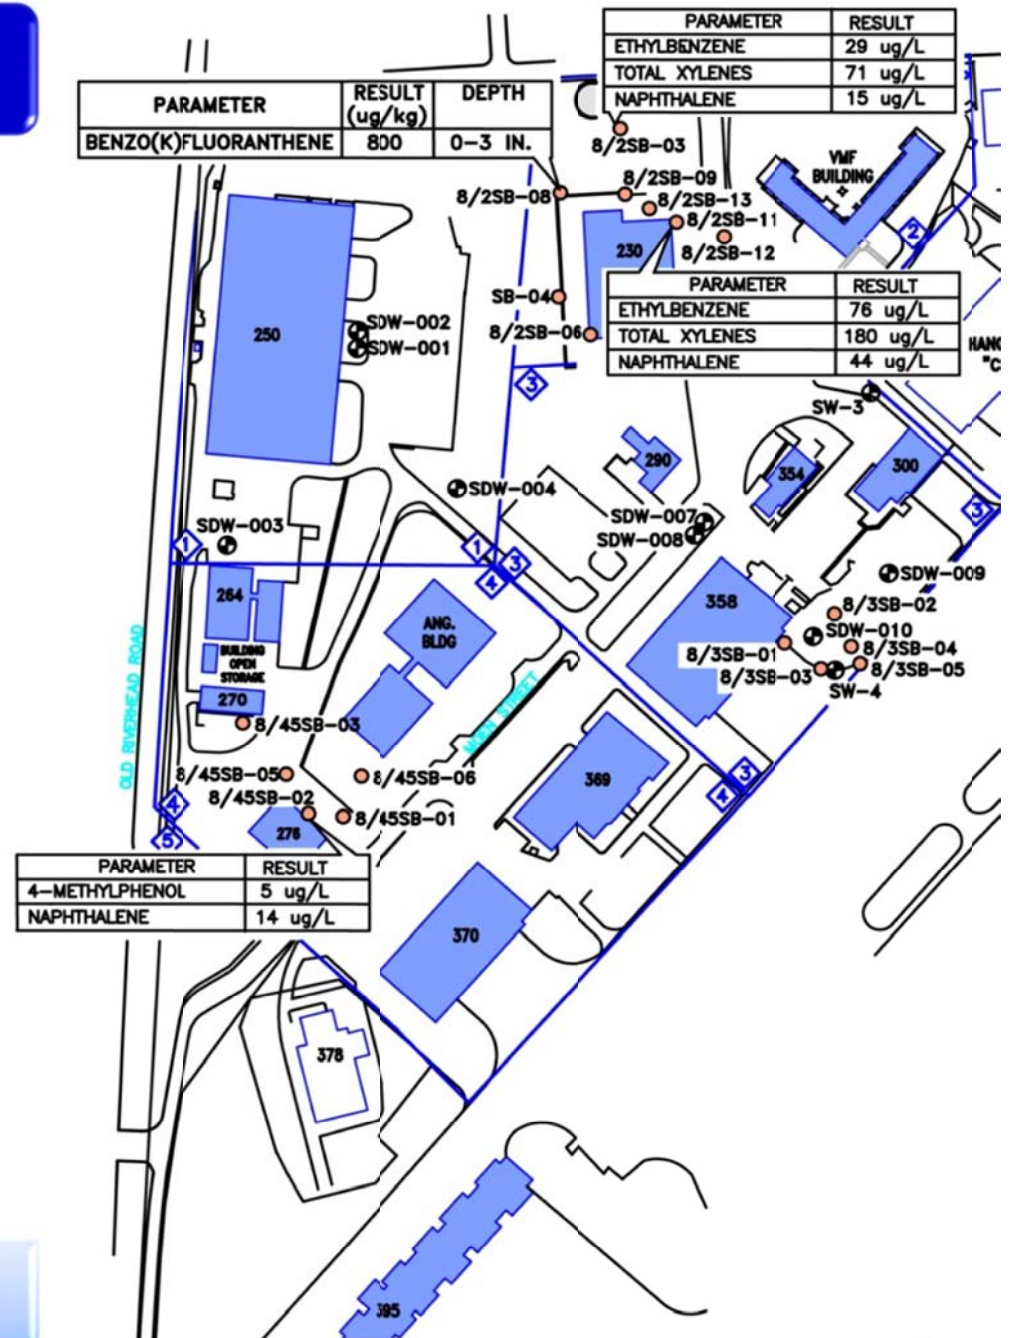 PARAMETER RESULT
ETHYLBENZENE 29 ug/L
TOTAL XYLENES 71 ug/L
NAPHTHALENE 15 ug/L
PARAMETER RESULT (ug/kg) DEPTH
BENZO(K)FLUORANTHENE 800 0-3 IN.
8/2SB-03
VMF
BUILDING
8/2SB-09
8/2SB-08
8/2SB-13
8/2SB-11
2
230
8/2SB-12
PARAMETER RESULT
ETHYLBENZENE 76 ug/L
TOTAL XYLENES 180 ug/L
NAPHTHALENE 44 ug/L
SB-04
8/2SB-06
250
SDW-002
SDW-001
HANG
"C
3
SW-3
290
354
300
SDW-004
3
SDW-007
SDW-008
SDW-003
1
1
3
4
SDW-009
264
358
8/3SB-02
ANG.
BLDG
SDW-010
8/3SB-01
8/3SB-04
8/3SB-03
8/3SB-05
SW-4
BUILDING
OPEN
STORAGE
270
OLD RIVERHEAD ROAD
MOEN STREET
8/45SB-03
8/45SB-05
8/45SB-06
8/45SB-02
8/45SB-01
369
3
4
4
5
276
PARAMETER RESULT
4-METHYLPHENOL 5 ug/L
NAPHTHALENE 14 ug/L
370
378
395